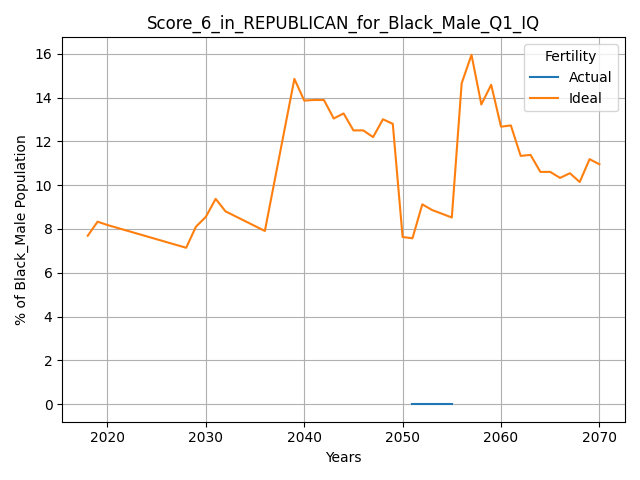 Score_6_in_REPUBLICAN_for_Black_Male_Q1_IQ
% of Black_Male Population
16
14
12
10
8
6
4
2
0
Fertility
Actual
Ideal
2020 2030 2040 2050 2060 2070
Years